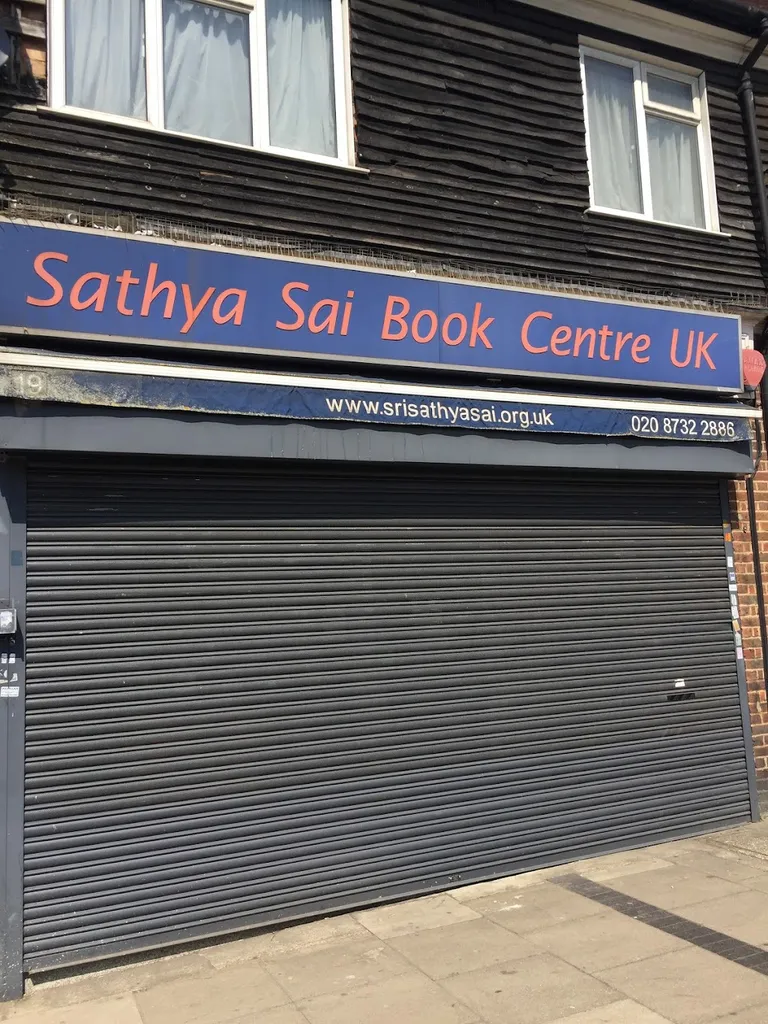 Sathya Sai Book Centre UK
19
www.srisathyasai.org.uk
020 8732 2886